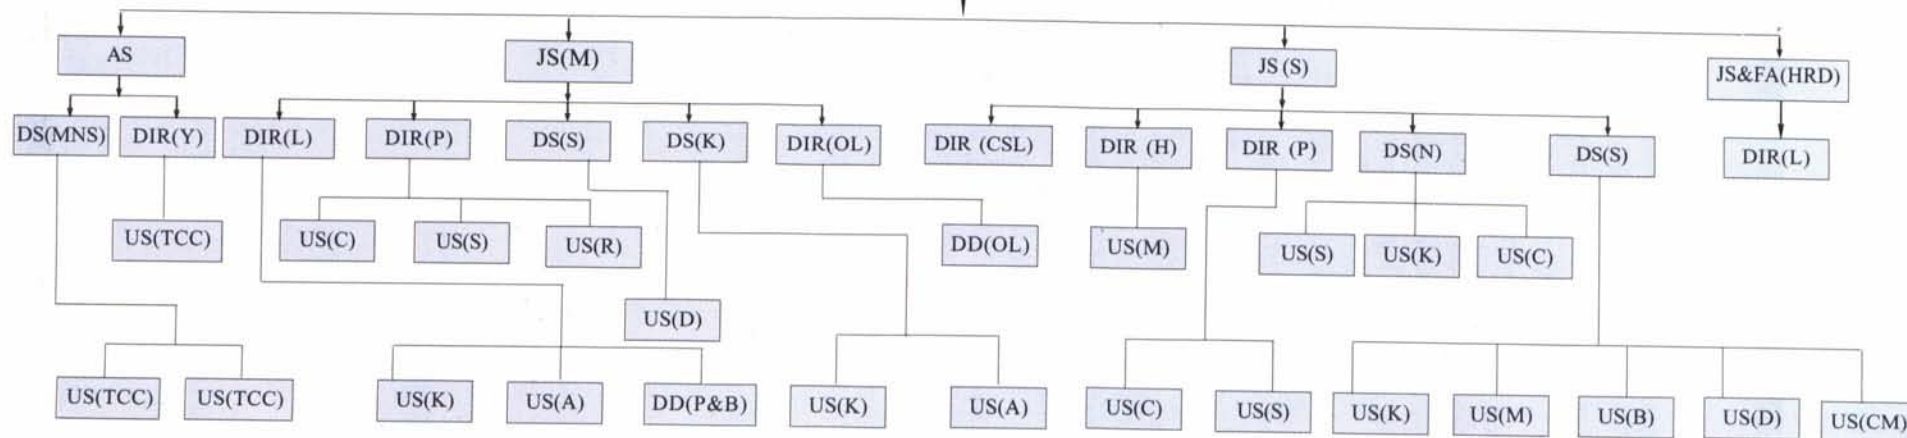 AS
JS(M)
JS (S)
JS&FA(HRD)
DS(MNS)
DIR(Y)
DIR(L)
DIR(P)
DS(S)
DS(K)
DIR(OL)
DIR (CSL)
DIR (H)
DIR (P)
DS(N)
DS(S)
DIR(L)
US(TCC)
US(C)
US(S)
US(R)
DD(OL)
US(M)
US(S)
US(K)
US(C)
US(D)
US(TCC)
US(TCC)
US(K)
US(A)
DD(P&B)
US(K)
US(A)
US(C)
US(S)
US(K)
US(M)
US(B)
US(D)
US(CM)